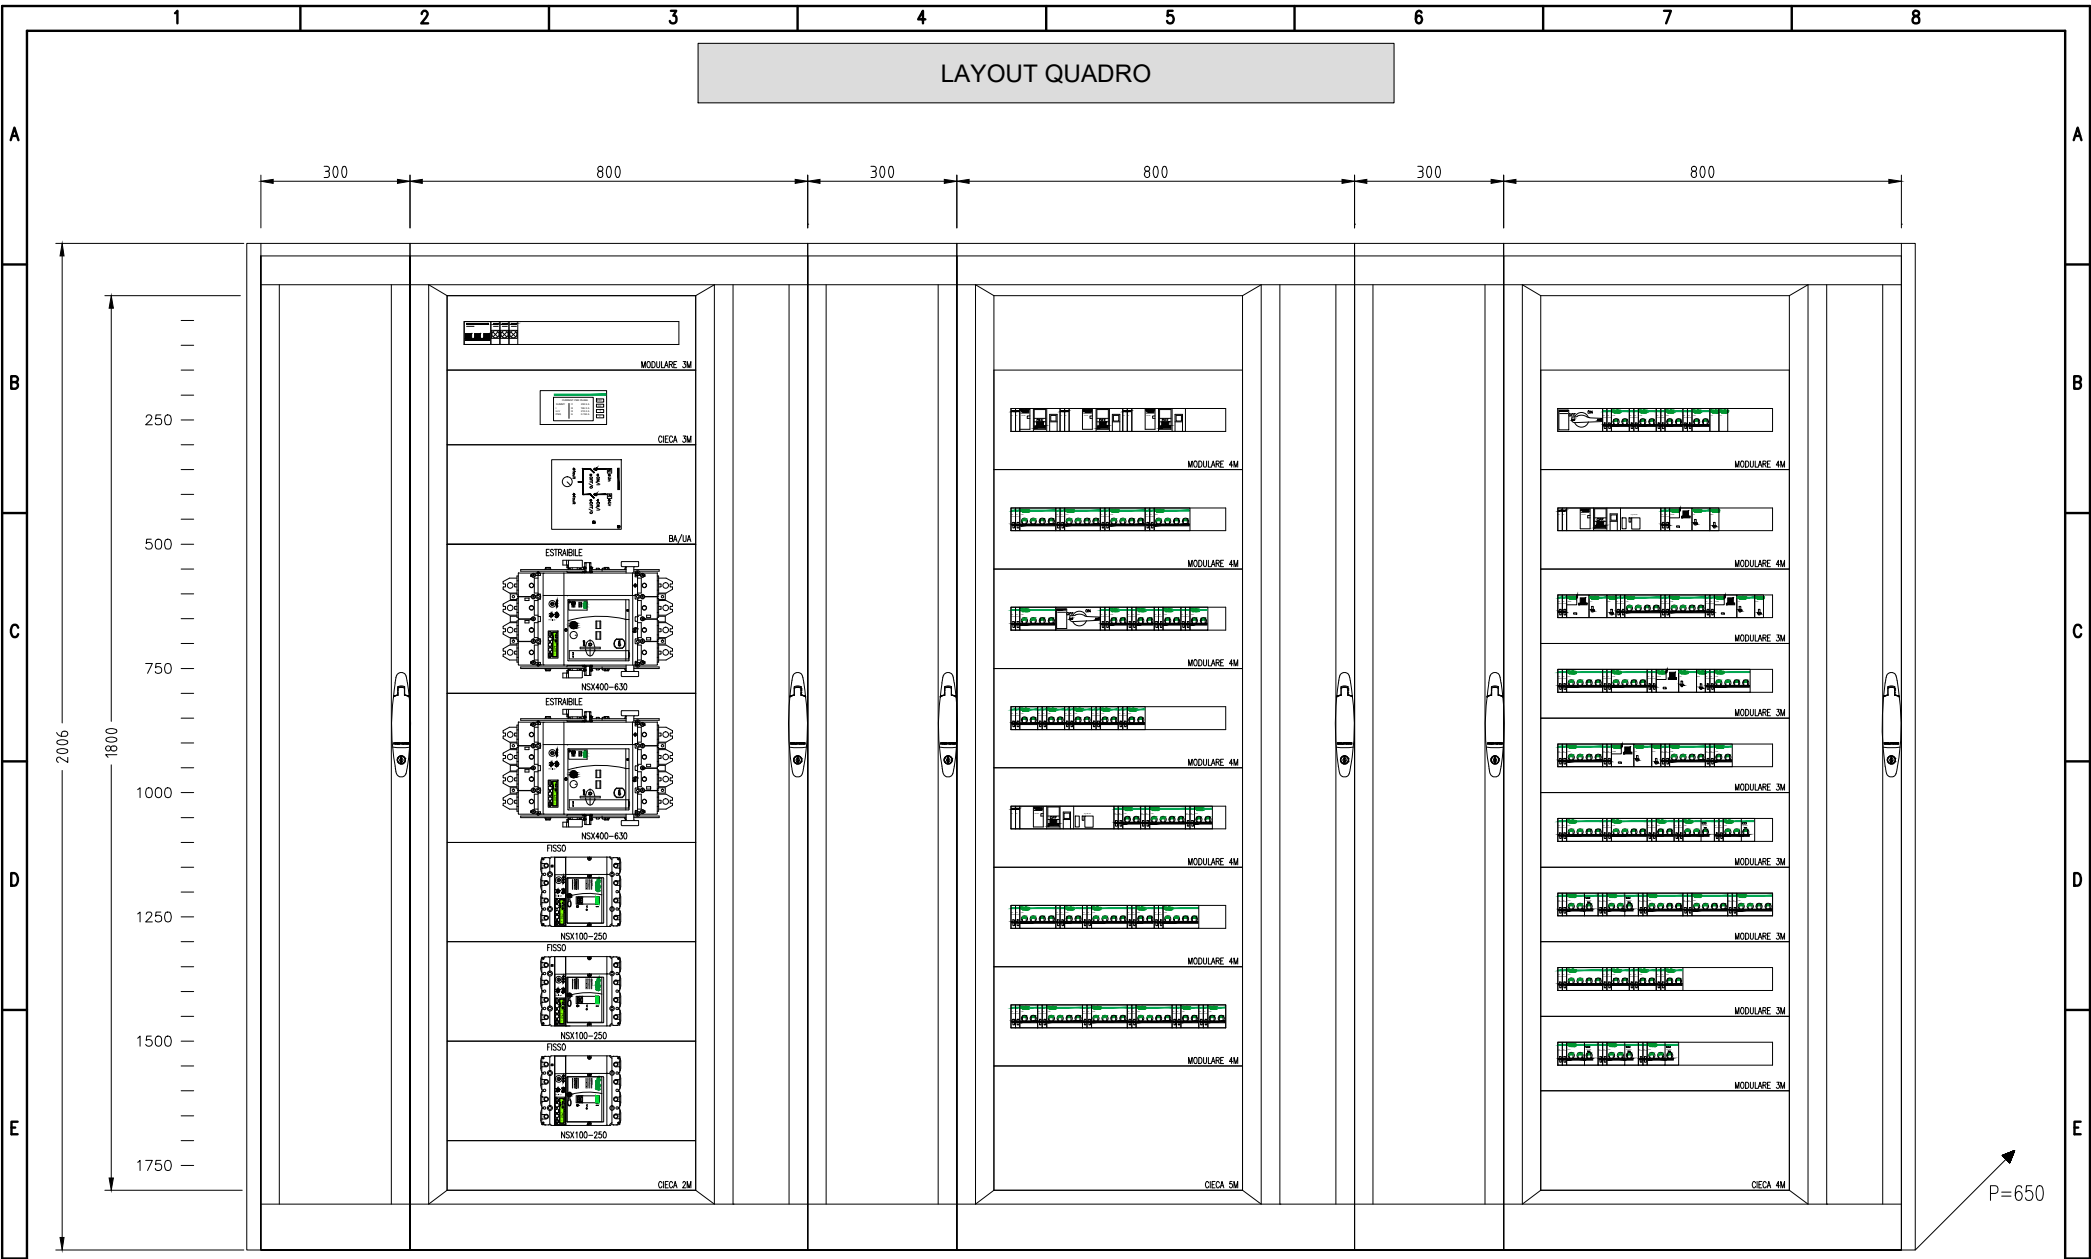 1 2 3 4 5 6 7 8
LAYOUT QUADRO
A A
300 800 300 800 300 800
B B
C C
D D
E E
2006
1800
250
500
750
1000
1250
1500
1750
MODULARE 3M
CIECA 3M
BA/UA
ESTRAIBILE
NSX400-630
ESTRAIBILE
NSX400-630
FISSO
NSX100-250
FISSO
NSX100-250
FISSO
NSX100-250
CIECA 2M
MODULARE 4M
MODULARE 4M
MODULARE 4M
MODULARE 4M
MODULARE 4M
MODULARE 4M
MODULARE 4M
CIECA 5M
MODULARE 4M
MODULARE 4M
MODULARE 3M
MODULARE 3M
MODULARE 3M
MODULARE 3M
MODULARE 3M
MODULARE 3M
MODULARE 3M
CIECA 4M
P=650